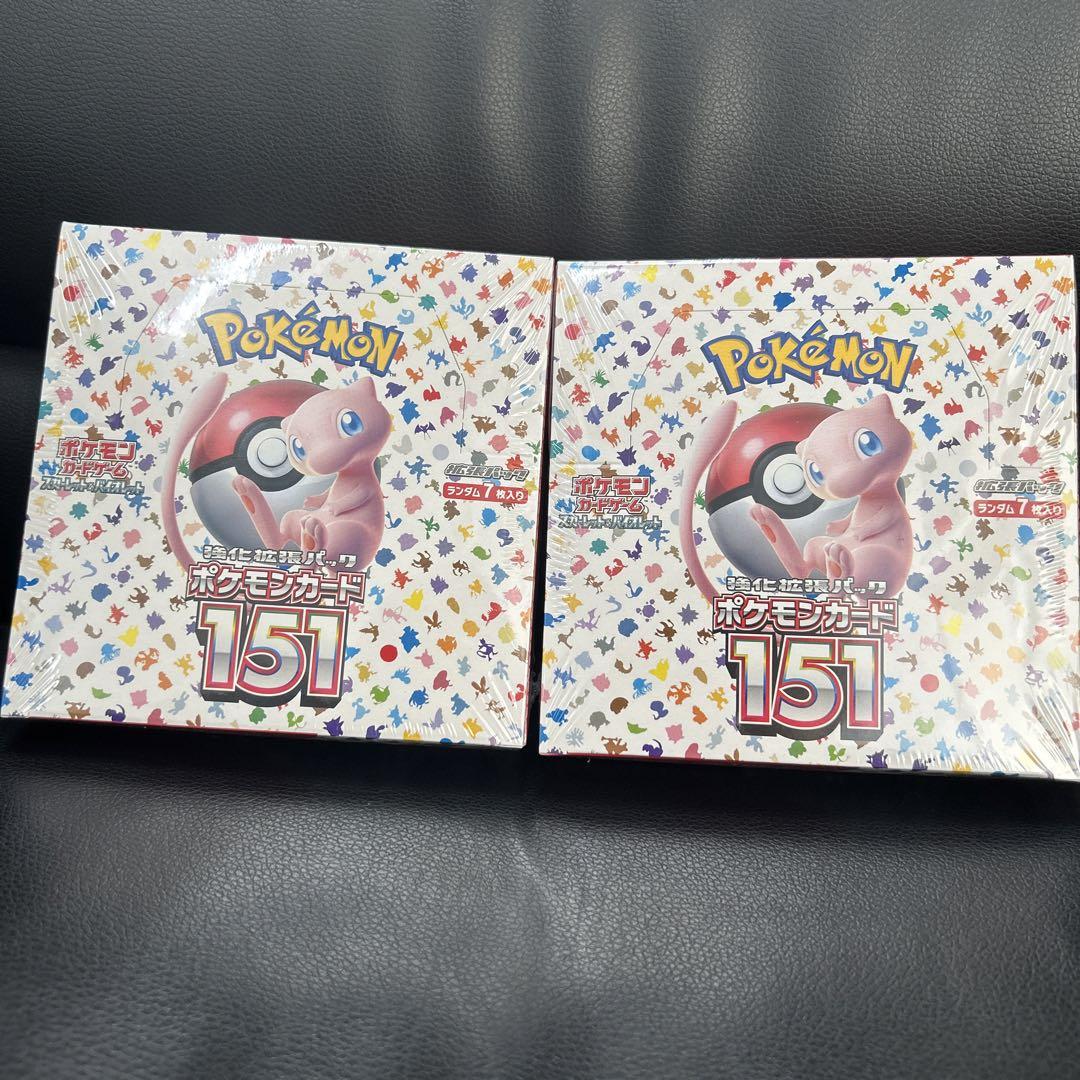 POKéMON
ポケモン
カードゲーム
スカーレット&バイオレット
拡張パック
ランダム7枚入り
強化拡張パック
ポケモンカード
151
POKéMON
ポケモン
カードゲーム
スカーレット&バイオレット
拡張パック
ランダム7枚入り
強化拡張パック
ポケモンカード
151